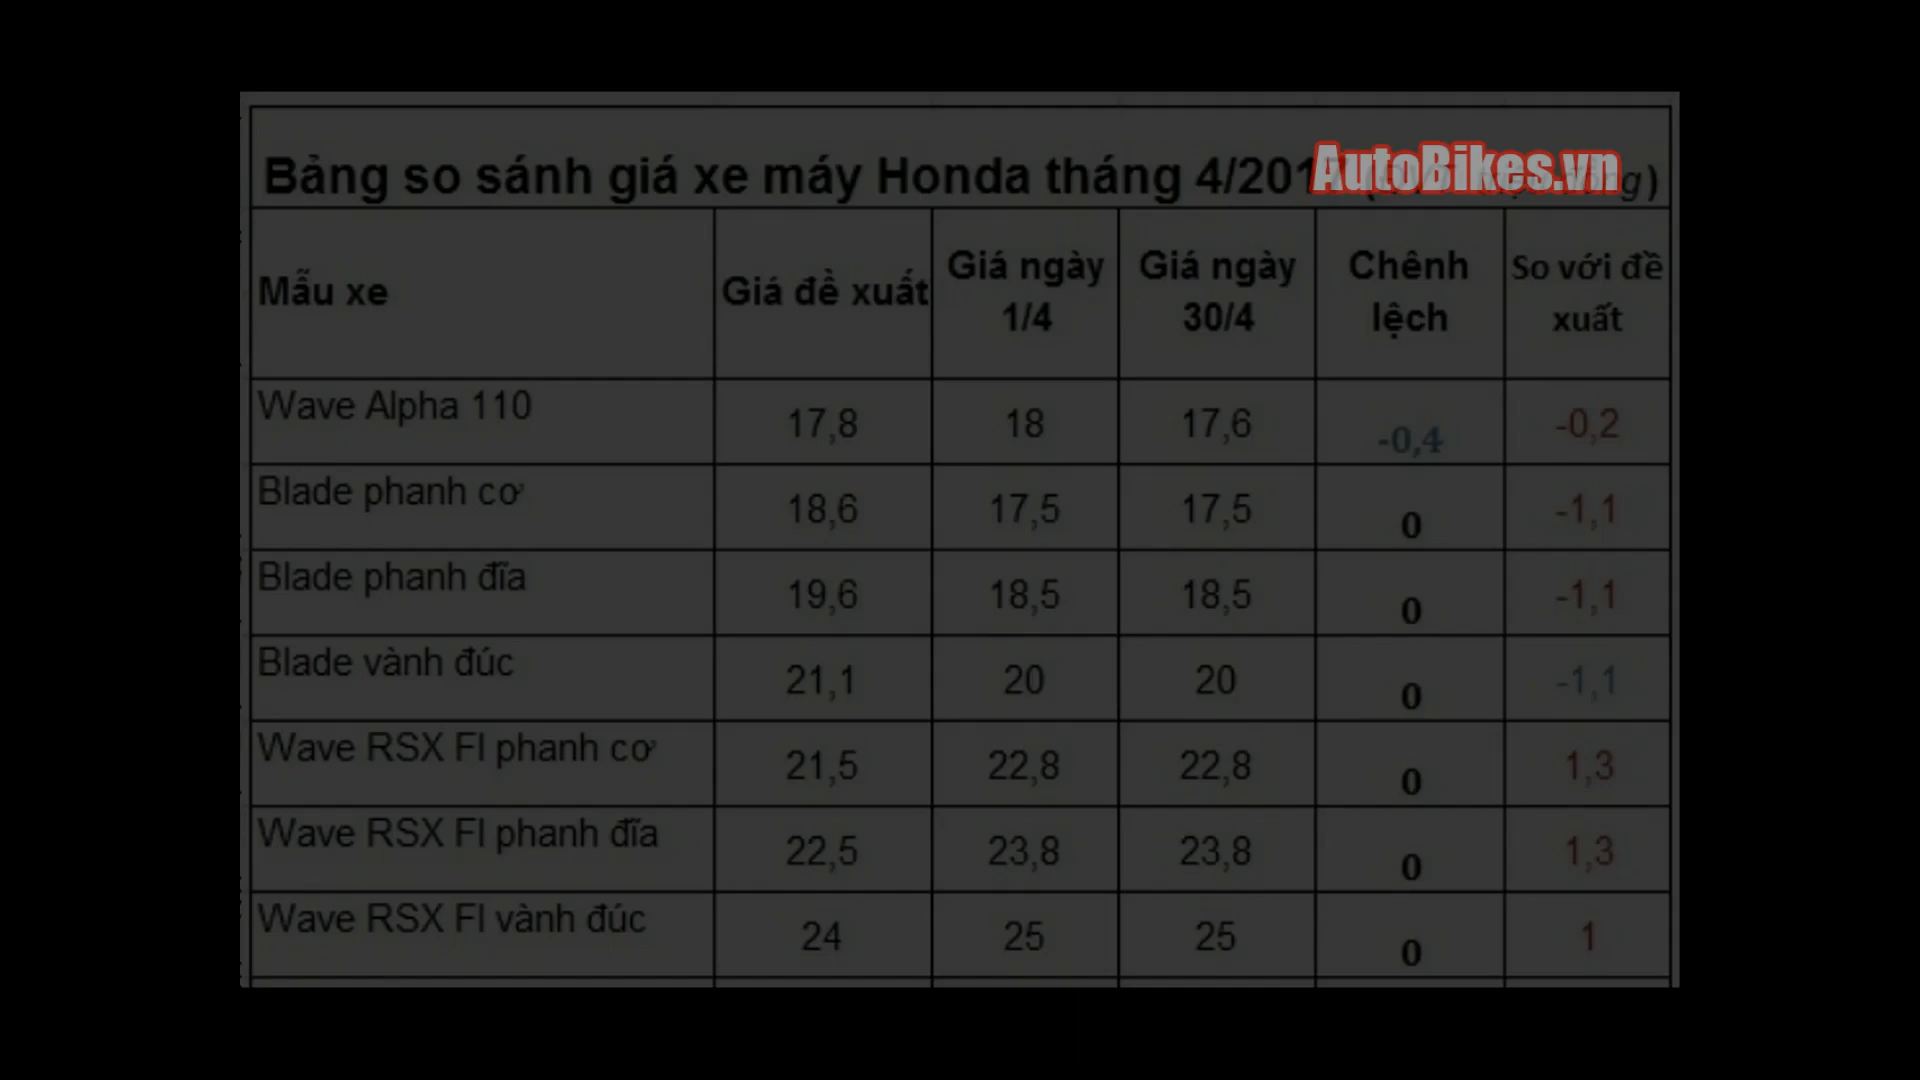 Bảng so sánh giá xe máy Honda tháng 4/2017
AutoBikes.vn
Mẫu xe Giá đề xuất Giá ngày 1/4 Giá ngày 30/4 Chênh lệch So với đề xuất
Wave Alpha 110 17,8 18 17,6 -0,4 -0,2
Blade phanh cơ 18,6 17,5 17,5 0 -1,1
Blade phanh đĩa 19,6 18,5 18,5 0 -1,1
Blade vành đúc 21,1 20 20 0 -1,1
Wave RSX FI phanh cơ 21,5 22,8 22,8 0 1,3
Wave RSX FI phanh đĩa 22,5 23,8 23,8 0 1,3
Wave RSX FI vành đúc 24 25 25 0 1